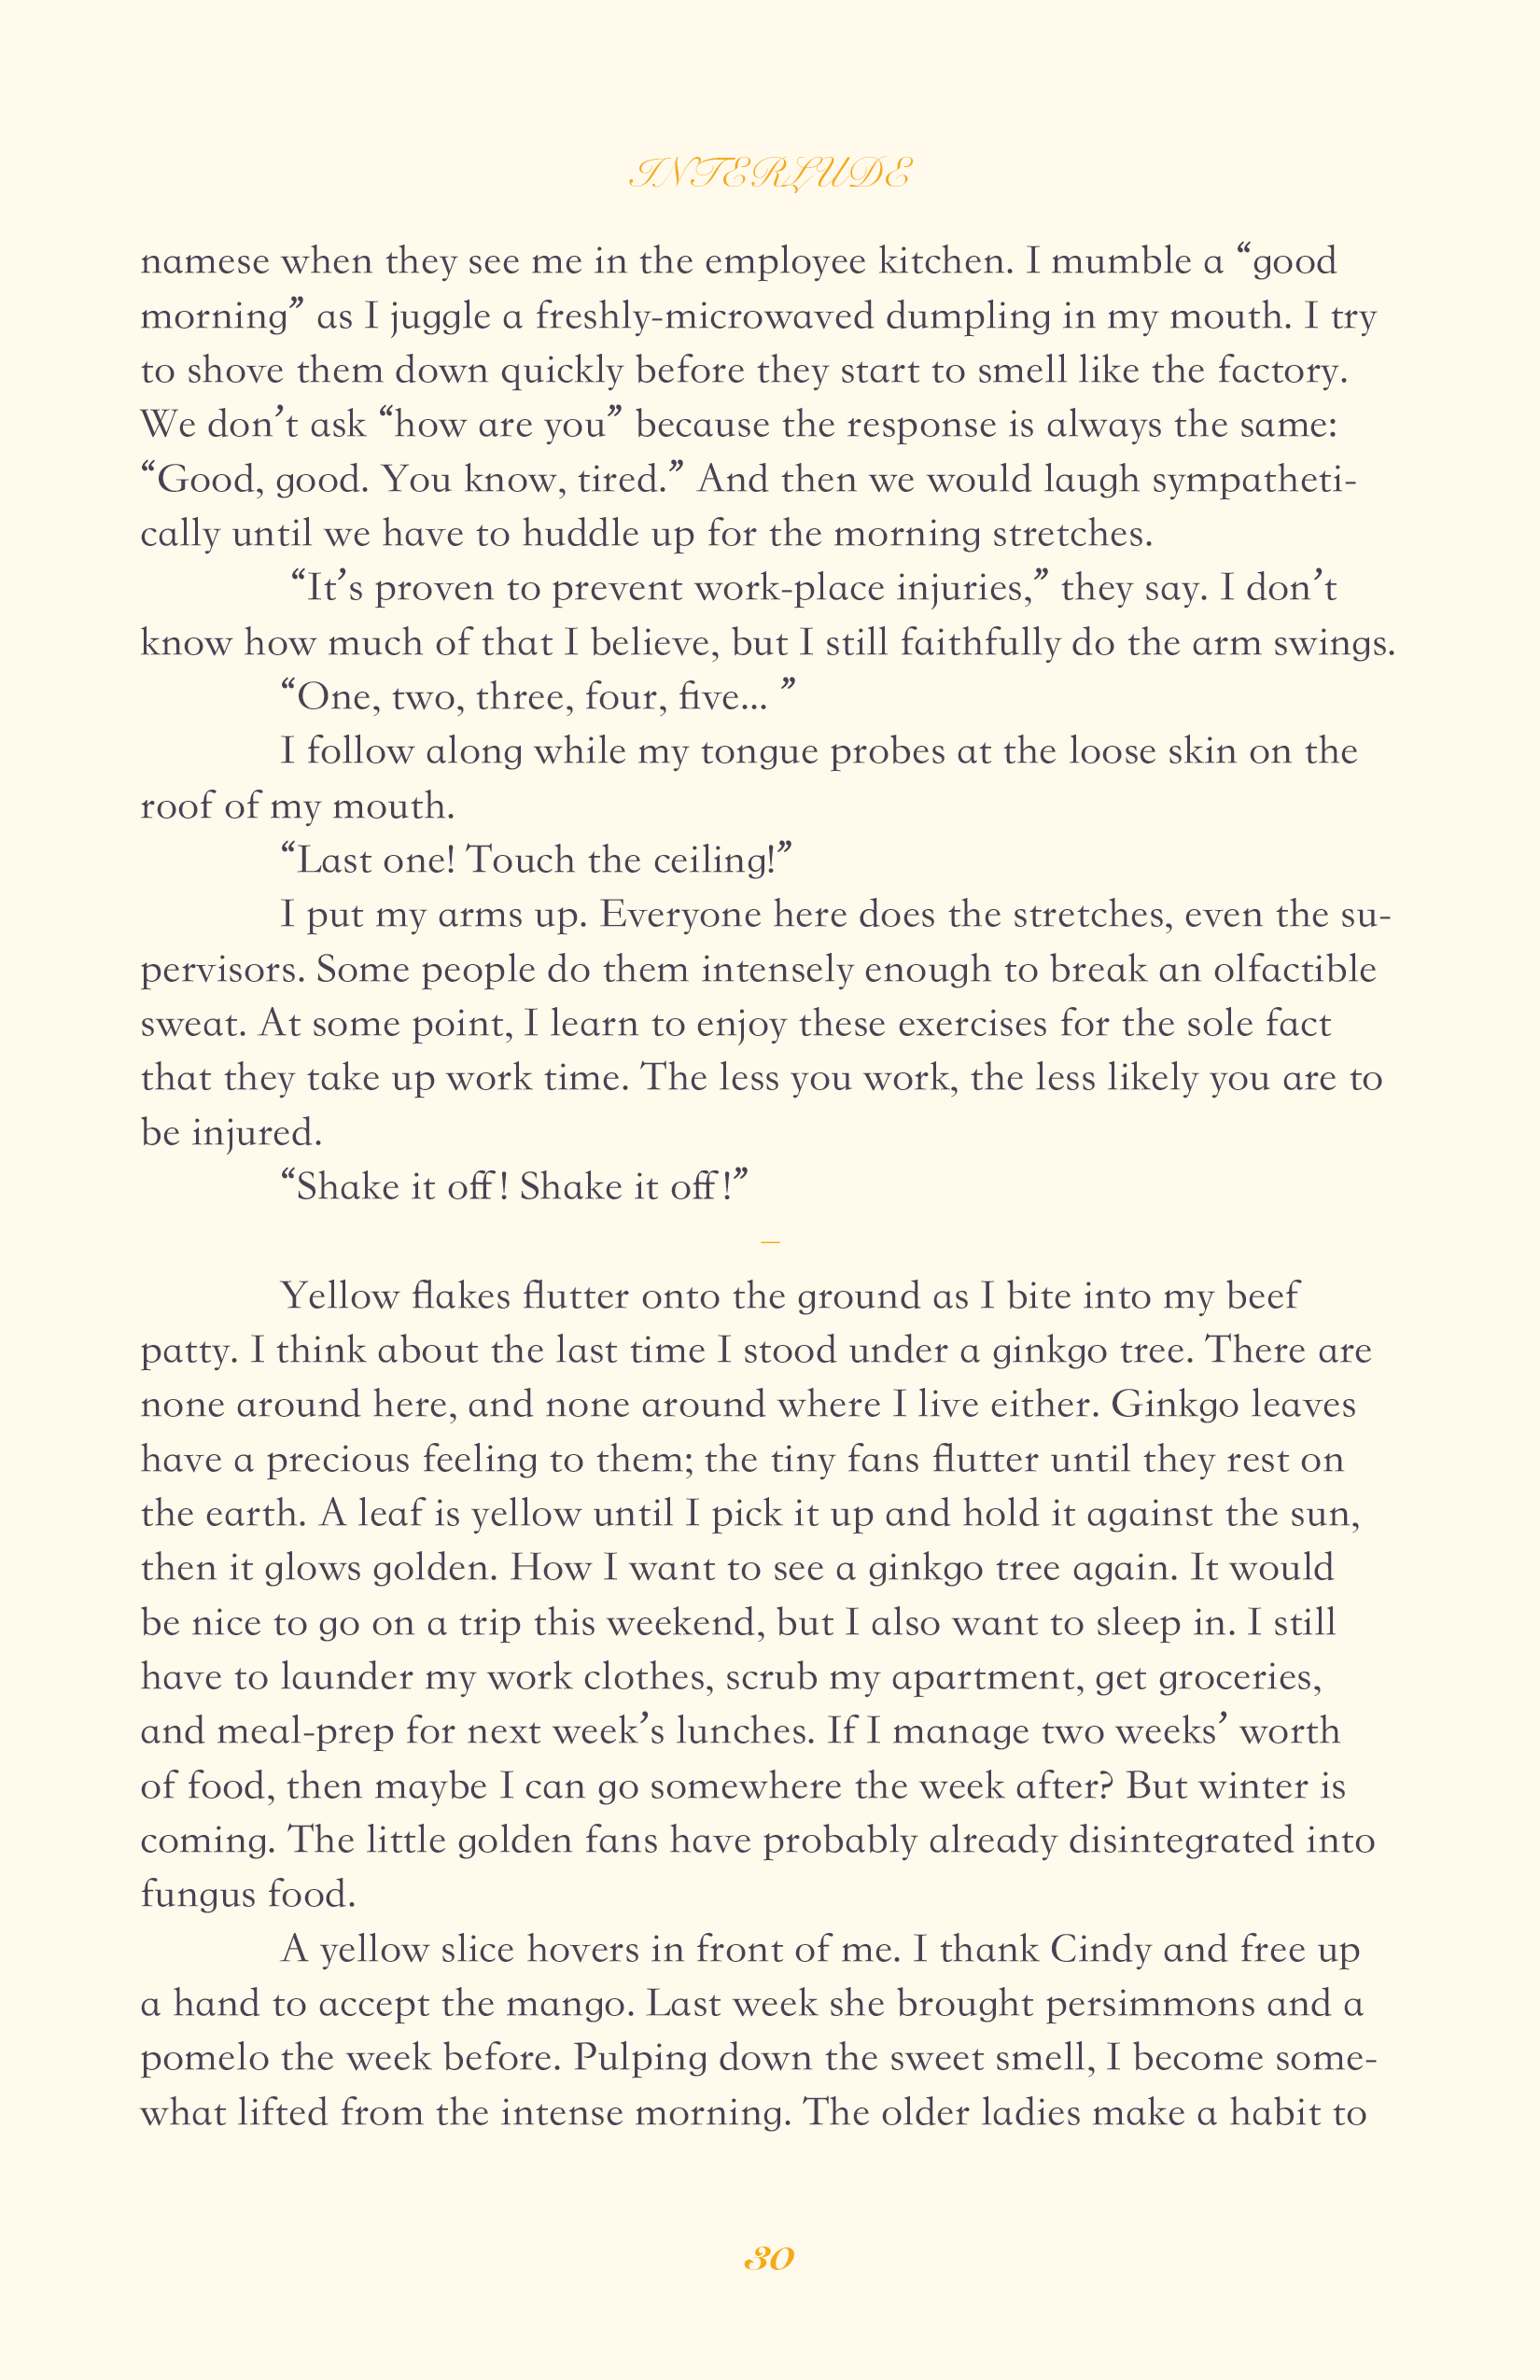 INTERLUDE
namese when they see me in the employee kitchen. I mumble a “good
morning” as I juggle a freshly-microwaved dumpling in my mouth. I try
to shove them down quickly before they start to smell like the factory.
We don’t ask “how are you” because the response is always the same:
“Good, good. You know, tired.” And then we would laugh sympatheti-
cally until we have to huddle up for the morning stretches.
“It’s proven to prevent work-place injuries,” they say. I don’t
know how much of that I believe, but I still faithfully do the arm swings.
“One, two, three, four, five... ”
I follow along while my tongue probes at the loose skin on the
roof of my mouth.
“Last one! Touch the ceiling!”
I put my arms up. Everyone here does the stretches, even the su-
pervisors. Some people do them intensely enough to break an olfactible
sweat. At some point, I learn to enjoy these exercises for the sole fact
that they take up work time. The less you work, the less likely you are to
be injured.
“Shake it off! Shake it off!”
–
Yellow flakes flutter onto the ground as I bite into my beef
patty. I think about the last time I stood under a ginkgo tree. There are
none around here, and none around where I live either. Ginkgo leaves
have a precious feeling to them; the tiny fans flutter until they rest on
the earth. A leaf is yellow until I pick it up and hold it against the sun,
then it glows golden. How I want to see a ginkgo tree again. It would
be nice to go on a trip this weekend, but I also want to sleep in. I still
have to launder my work clothes, scrub my apartment, get groceries,
and meal-prep for next week’s lunches. If I manage two weeks’ worth
of food, then maybe I can go somewhere the week after? But winter is
coming. The little golden fans have probably already disintegrated into
fungus food.
A yellow slice hovers in front of me. I thank Cindy and free up
a hand to accept the mango. Last week she brought persimmons and a
pomelo the week before. Pulping down the sweet smell, I become some-
what lifted from the intense morning. The older ladies make a habit to
30